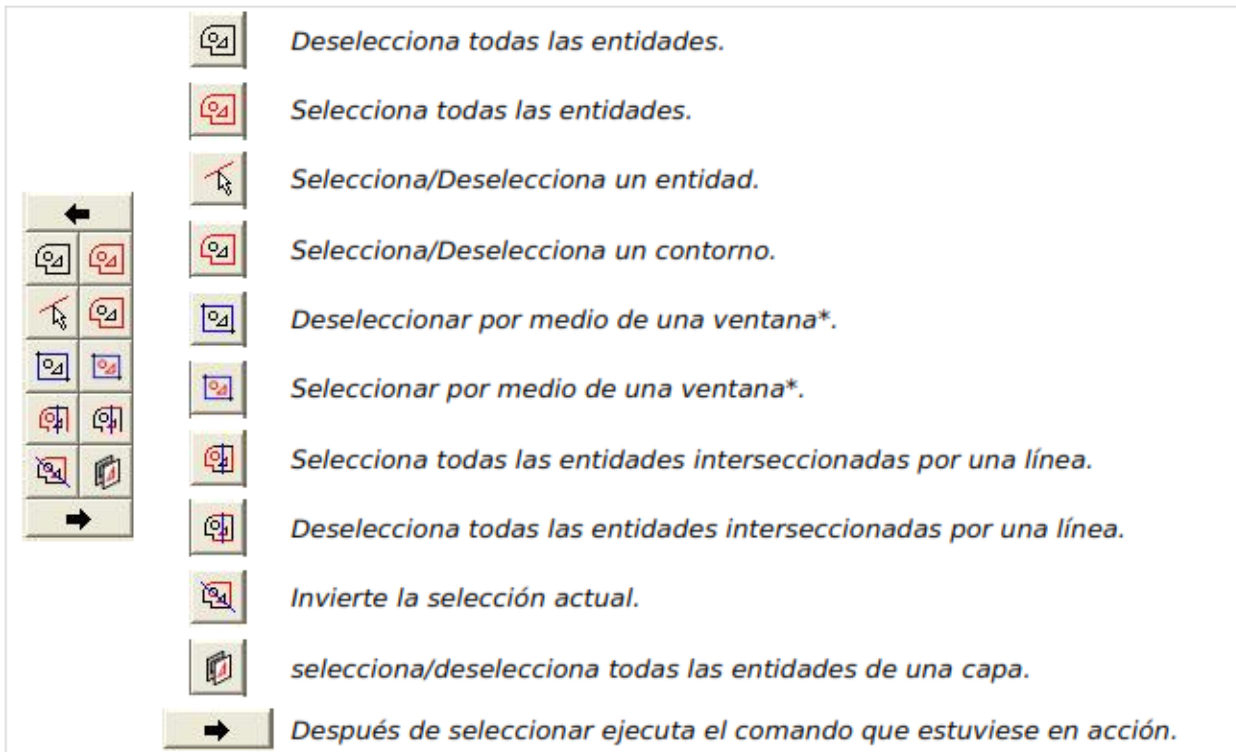 Deselecciona todas las entidades.
Selecciona todas las entidades.
Selecciona/Deselecciona un entidad.
Selecciona/Deselecciona un contorno.
Deseleccionar por medio de una ventana*.
Seleccionar por medio de una ventana*.
Selecciona todas las entidades interseccionadas por una línea.
Deselecciona todas las entidades interseccionadas por una línea.
Invierte la selección actual.
selecciona/deselecciona todas las entidades de una capa.
Después de seleccionar ejecuta el comando que estuviese en acción.